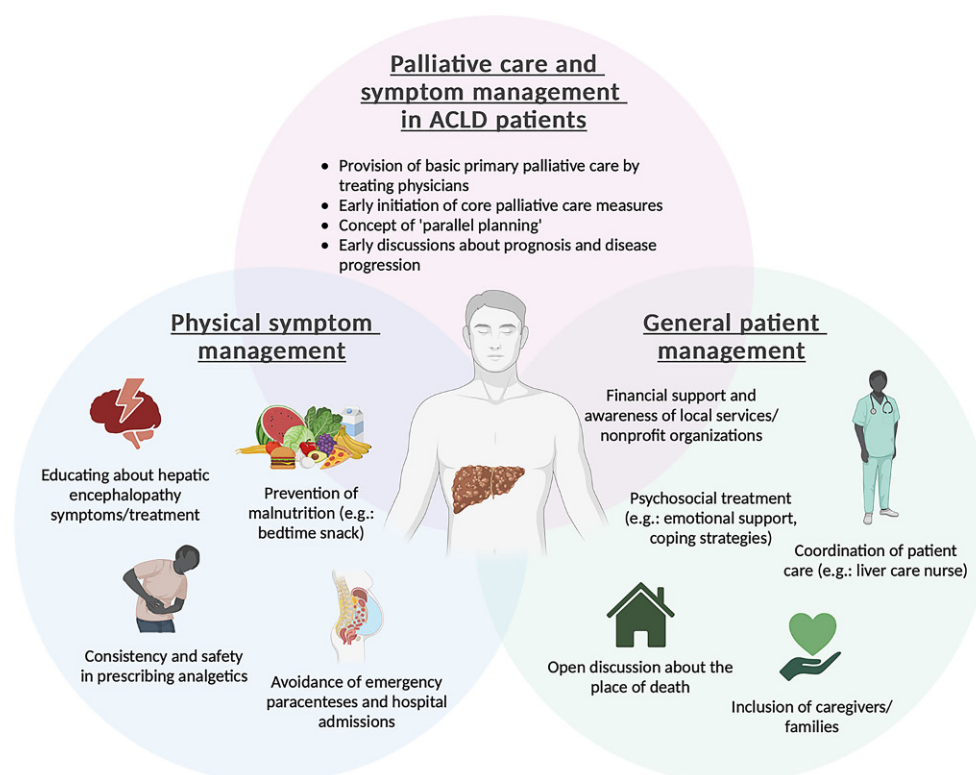 Palliative care and
symptom management
in ACLD patients
• Provision of basic primary palliative care by
treating physicians
• Early initiation of core palliative care measures
• Concept of 'parallel planning'
• Early discussions about prognosis and disease
progression
Physical symptom
management
Educating about hepatic
encephalopathy
symptoms/treatment
Prevention of
malnutrition (e.g.:
bedtime snack)
Consistency and safety
in prescribing analgetics
Avoidance of emergency
paracenteses and hospital
admissions
General patient
management
Financial support and
awareness of local services/
nonprofit organizations
Psychosocial treatment
(e.g.: emotional support,
coping strategies)
Coordination of patient
care (e.g.: liver care nurse)
Open discussion about the
place of death
Inclusion of caregivers/
families